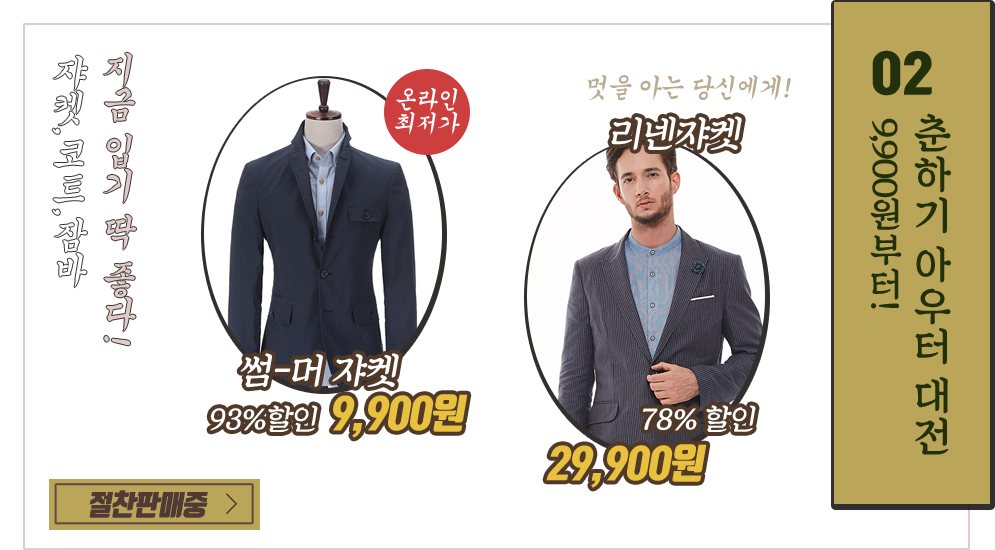 02
춘하기 아우터 대전
9,900원부터!
지금 입기 딱 좋다!
쟈켓,코트,잠바
온라인
최저가
썸-머 쟈켓
93%할인 9,900원
멋을 아는 당신에게!
리넨쟈켓
78% 할인
29,900원
절찬판매중